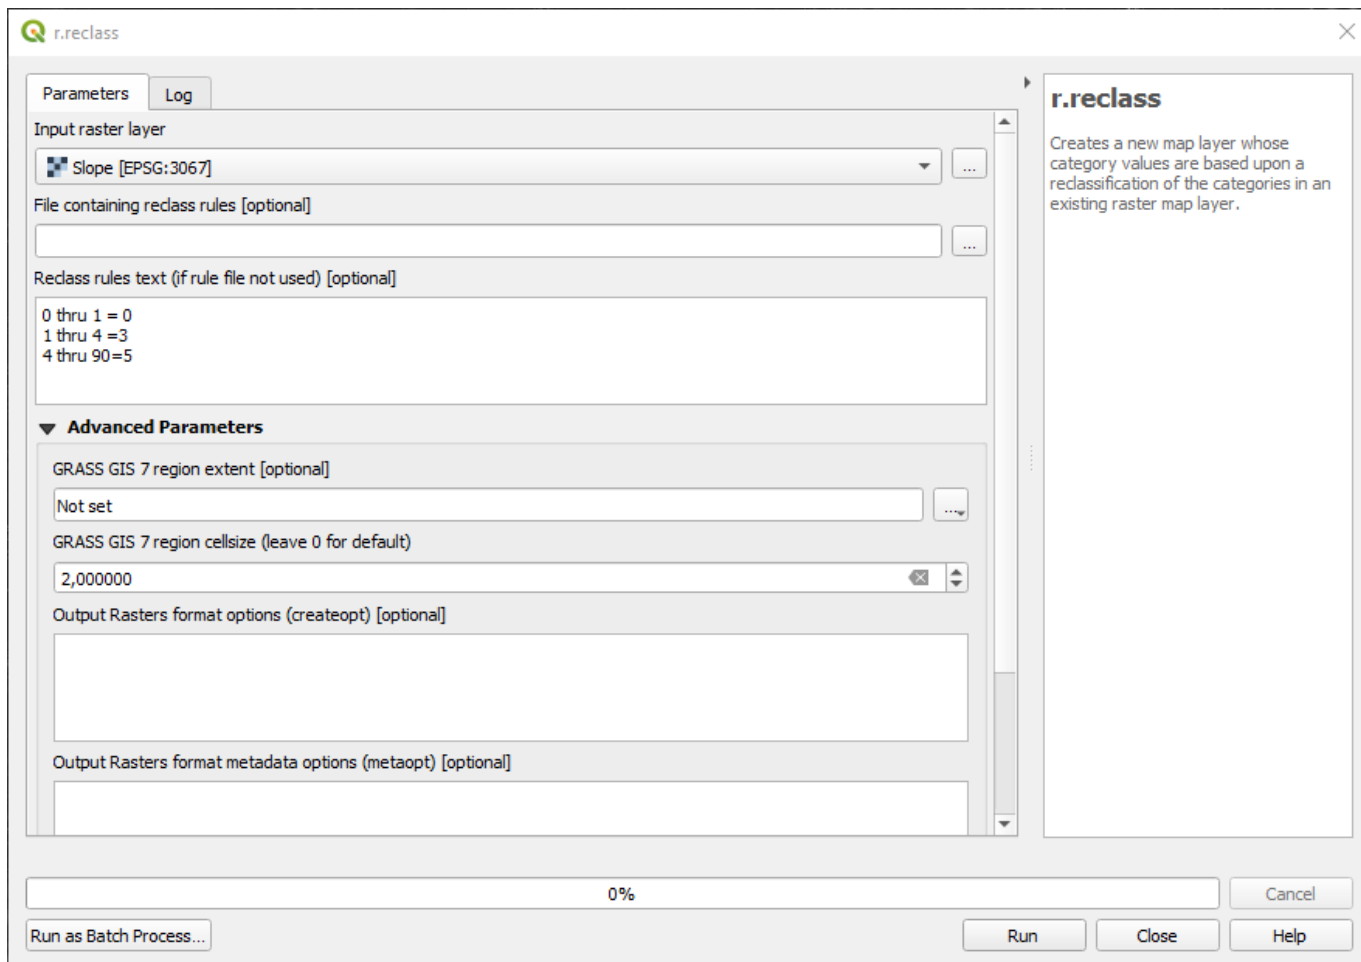 r.reclass
Parameters
Log
Input raster layer
Slope [EPSG:3067]
...
File containing reclass rules [optional]
...
Reclass rules text (if rule file not used) [optional]
0 thru 1 = 0
1 thru 4 =3
4 thru 90=5
Advanced Parameters
GRASS GIS 7 region extent [optional]
Not set
...
GRASS GIS 7 region cellsize (leave 0 for default)
2,000000
Output Rasters format options (createopt) [optional]
Output Rasters format metadata options (metaopt) [optional]
r.reclass
Creates a new map layer whose
category values are based upon a
reclassification of the categories in an
existing raster map layer.
0%
Cancel
Run as Batch Process...
Run
Close
Help